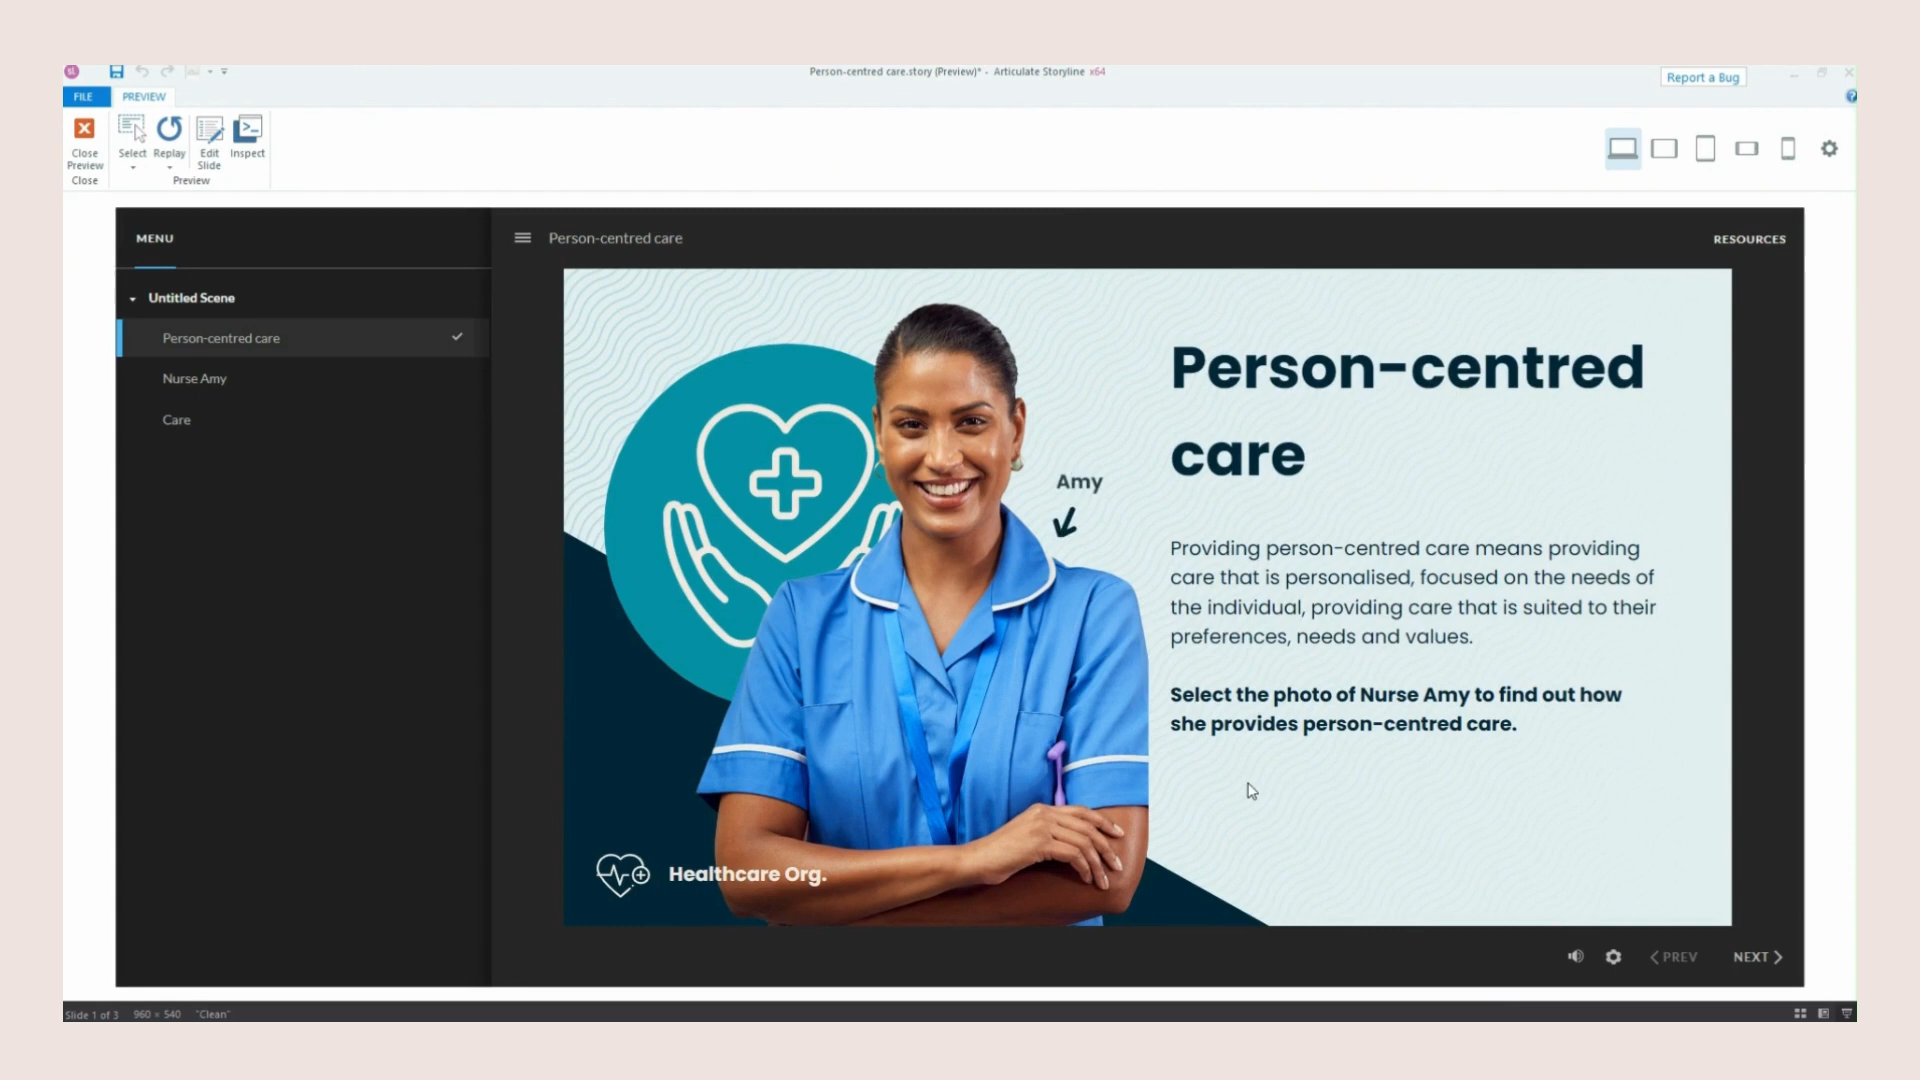 Person-centred care.story (Preview)* - Articulate Storyline x64
Report a Bug
FILE
PREVIEW
Close Preview
Select
Replay
Edit Slide
Inspect
Close
Preview
MENU
Person-centred care
RESOURCES
Untitled Scene
Person-centred care
Nurse Amy
Care
Person-centred
care
Amy
Providing person-centred care means providing
care that is personalised, focused on the needs of
the individual, providing care that is suited to their
preferences, needs and values.
Select the photo of Nurse Amy to find out how
she provides person-centred care.
Healthcare Org.
PREV
NEXT
Slide 1 of 3
960 × 540
"Clean"